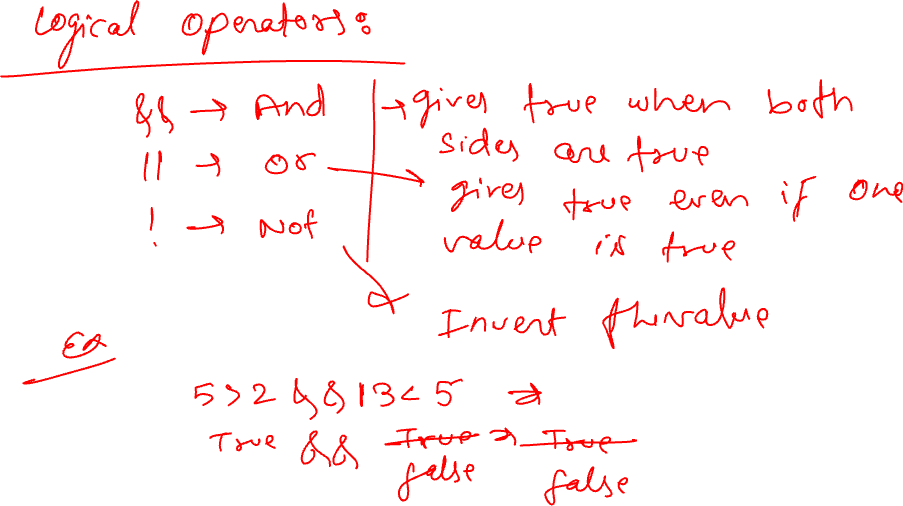 Logical operators:
&& → And → gives true when both
sides are true
|| → or → gives true even if one
value is true
! → Not → Invert the value
Ex
5>2 && 13<5 →
True && True → True
false false